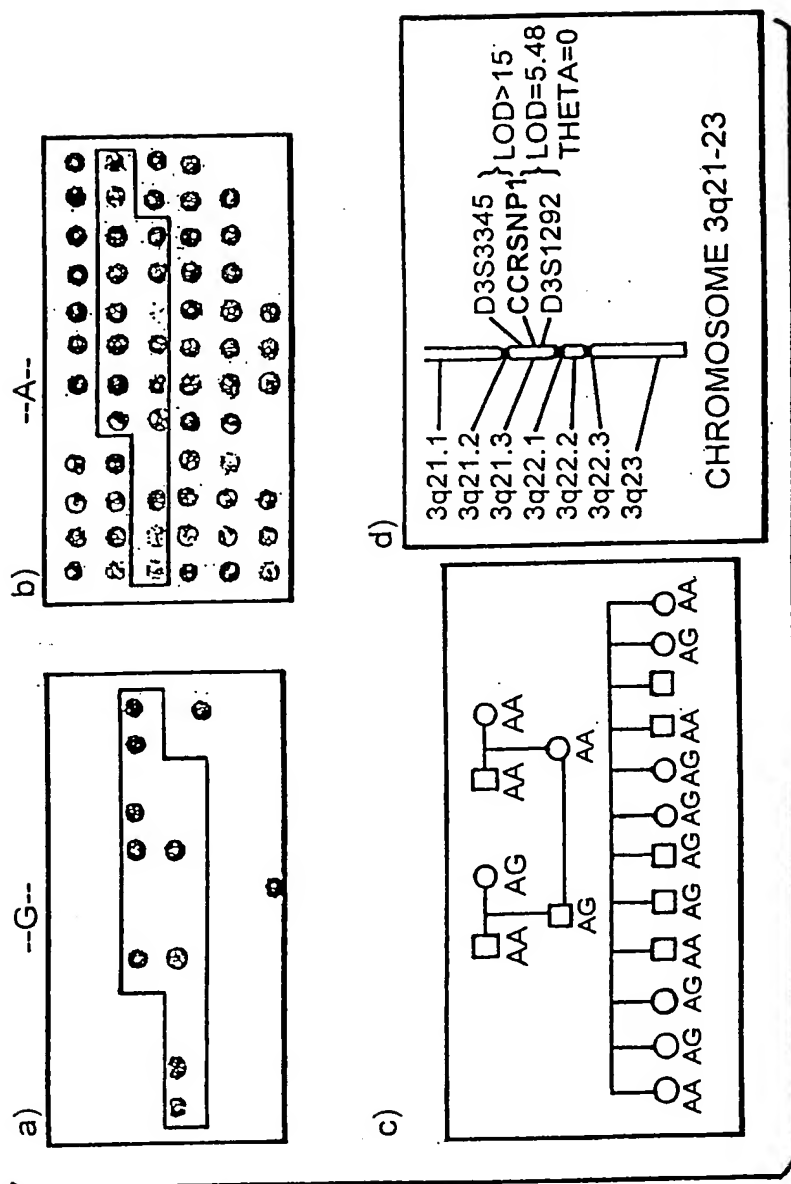 a)
--G--
b)
--A--
c)
AA AG AA AA
AG AA
AA AG AG AA AG AG AG AG AA AG AA
d)
3q21.1
3q21.2
3q21.3
3q22.1
3q22.2
3q22.3
3q23
D3S3345
CCRSNP1
D3S1292
}LOD>15
}LOD=5.48
THETA=0
CHROMOSOME 3q21-23